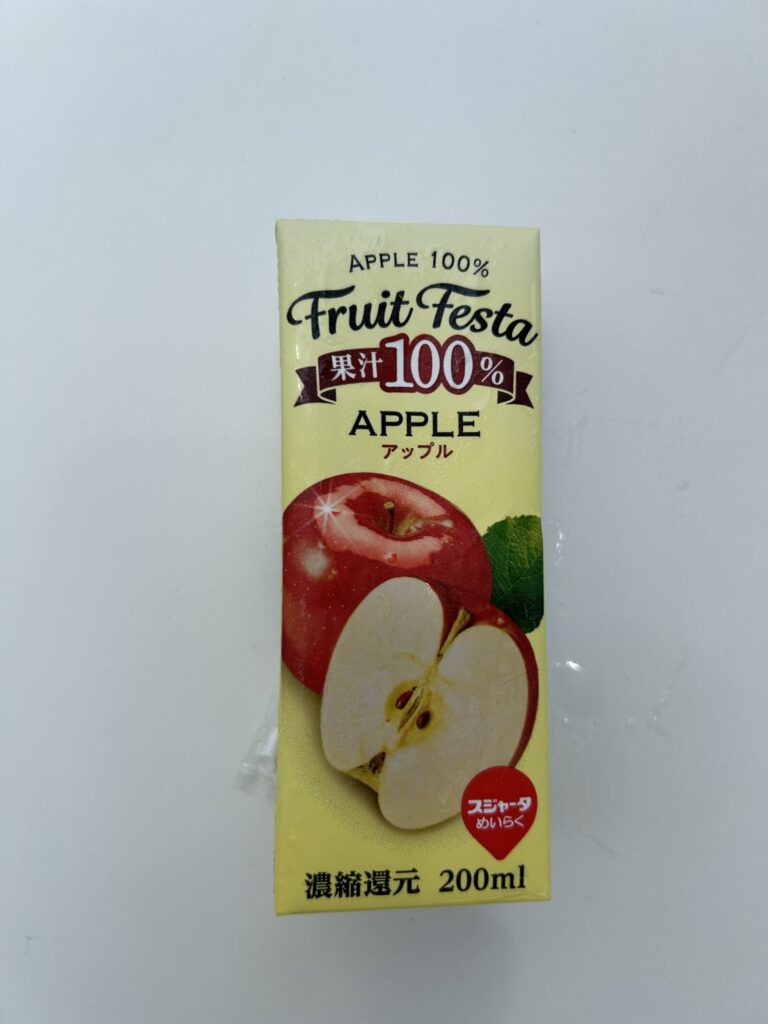 APPLE 100%
Fruit Festa
果汁100%
APPLE
アップル
スジャータ
めいらく
濃縮還元 200ml